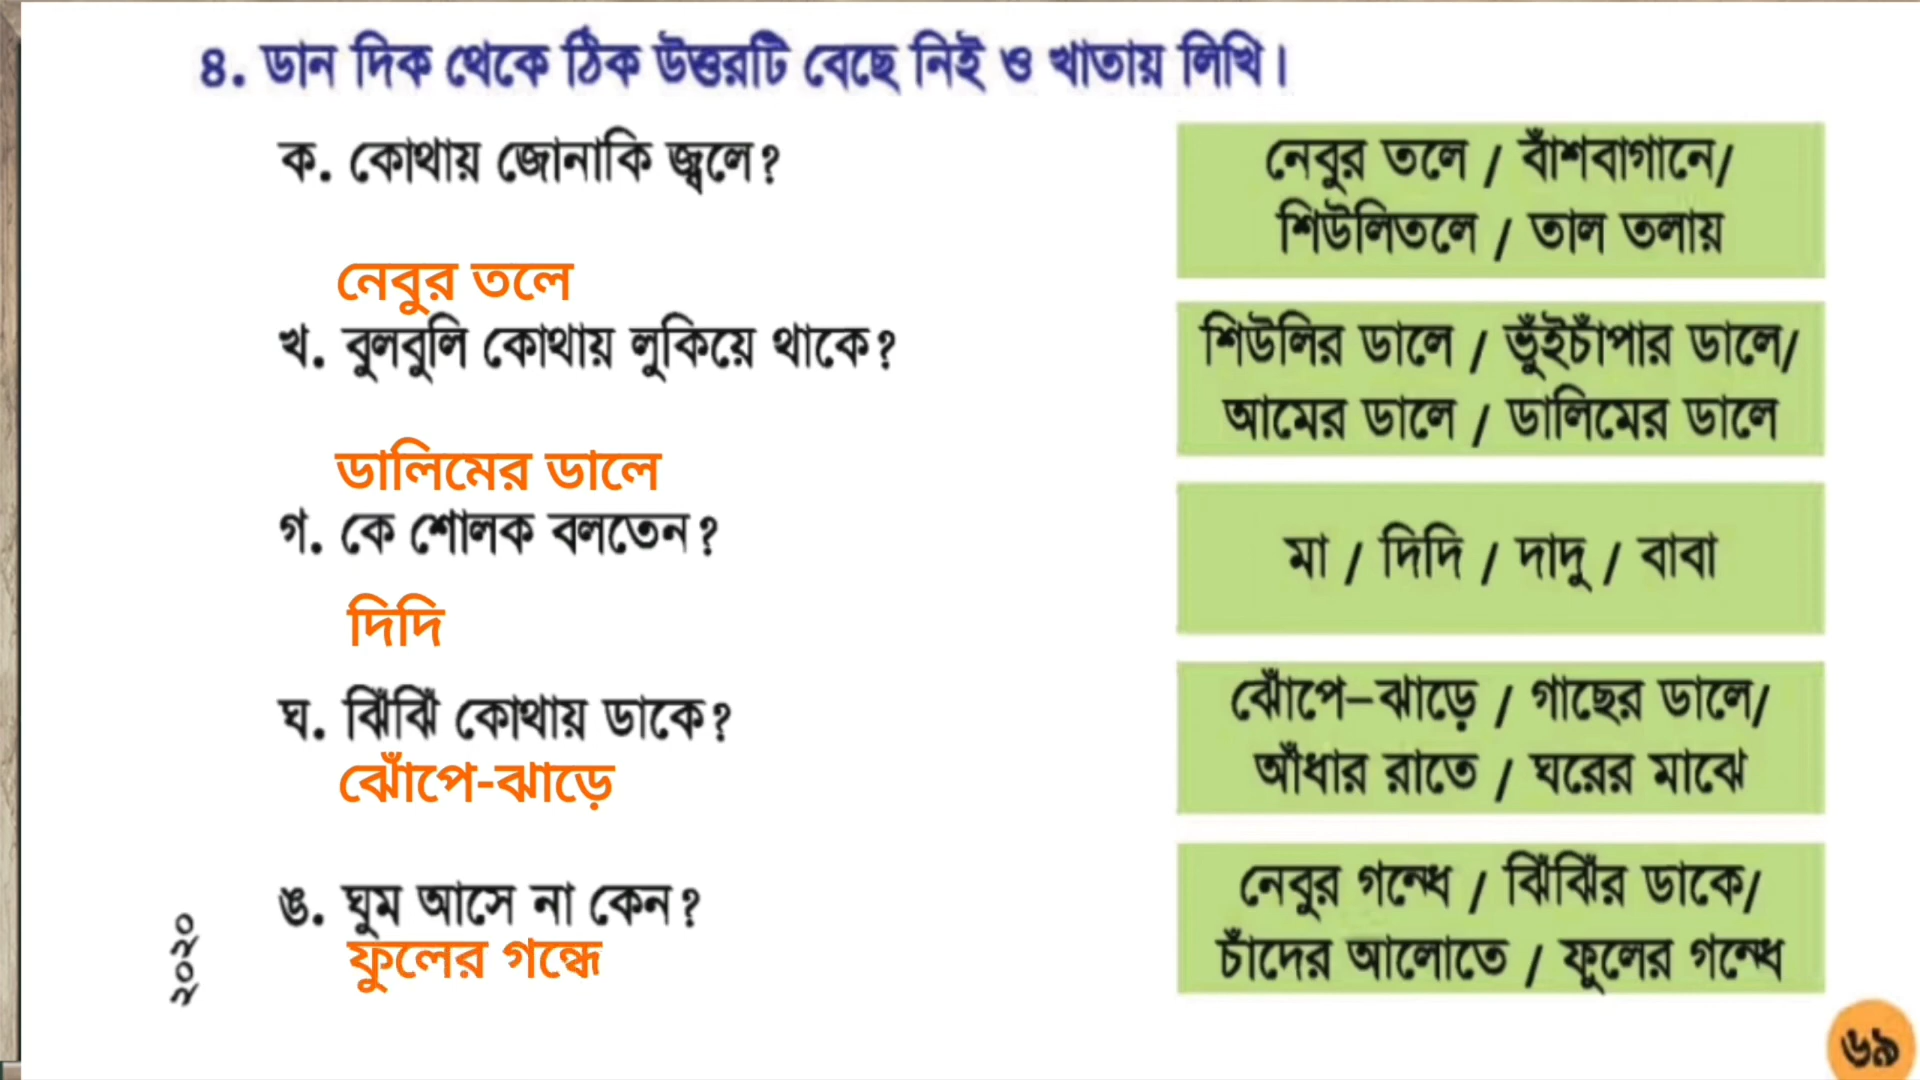 ৪. ডান দিক থেকে ঠিক উত্তরটি বেছে নিই ও খাতায় লিখি।
ক. কোথায় জোনাকি জ্বলে?
নেবুর তলে / বাঁশবাগানে/
শিউলিতলে / তাল তলায়
নেবুর তলে
খ. বুলবুলি কোথায় লুকিয়ে থাকে?
শিউলির ডালে / ভুঁইচাঁপার ডালে/
আমের ডালে / ডালিমের ডালে
ডালিমের ডালে
গ. কে শোলক বলতেন?
মা / দিদি / দাদু / বাবা
দিদি
ঘ. ঝিঁঝিঁ কোথায় ডাকে?
ঝোঁপে-ঝাড়ে / গাছের ডালে/
আঁধার রাতে / ঘরের মাঝে
ঝোঁপে-ঝাড়ে
ঙ. ঘুম আসে না কেন?
নেবুর গন্ধে / ঝিঁঝিঁর ডাকে/
চাঁদের আলোতে / ফুলের গন্ধে
ফুলের গন্ধে
২০২০
৬৯